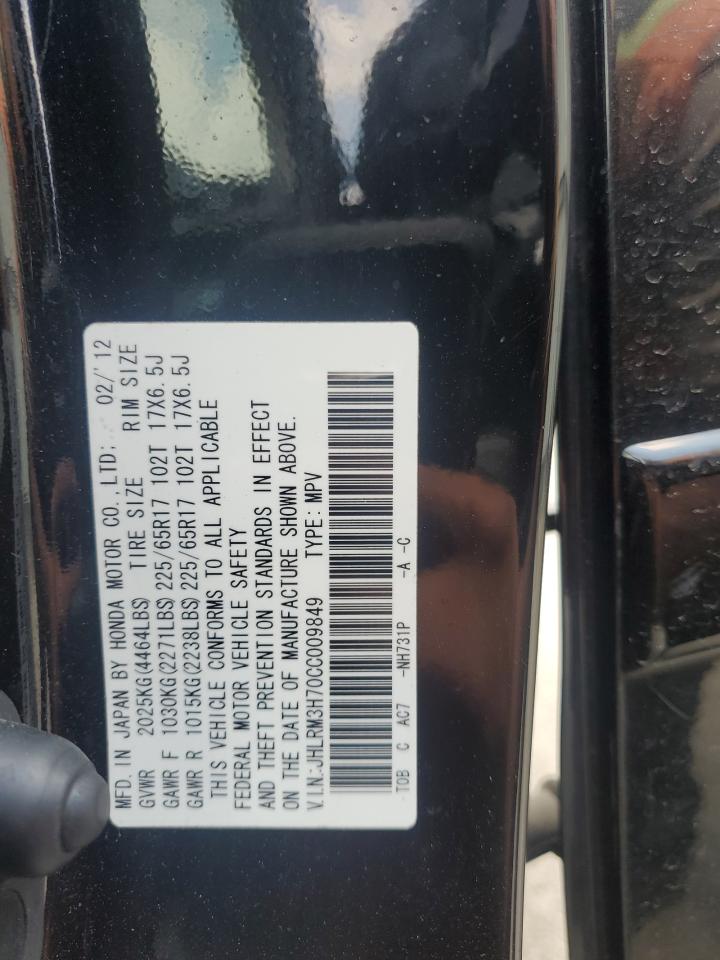 MFD. IN JAPAN BY HONDA MOTOR CO.,LTD; 02/'12
GVWR 2025KG(4464LBS) TIRE SIZE RIM SIZE
GAWR F 1030KG(2271LBS)225/65R17 102T 17X6.5J
GAWR R 1015KG(2238LBS)225/65R17 102T 17X6.5J
THIS VEHICLE CONFORMS TO ALL APPLICABLE
FEDERAL MOTOR VEHICLE SAFETY
AND THEFT PREVENTION STANDARDS IN EFFECT
ON THE DATE OF MANUFACTURE SHOWN ABOVE.
V.I.N:JHLRM3H70CC009849 TYPE: MPV
T0B C AC7 -NH731P -A -C